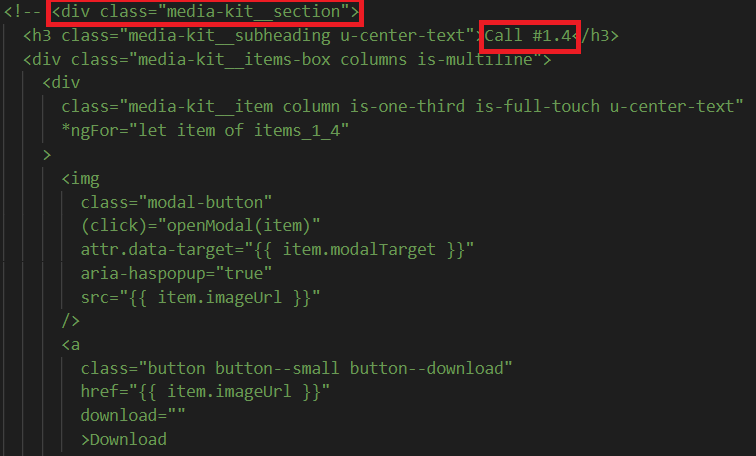 <!-- <div class="media-kit__section">
<h3 class="media-kit__subheading u-center-text">Call #1.4</h3>
<div class="media-kit__items-box columns is-multiline">
<div
class="media-kit__item column is-one-third is-full-touch u-center-text"
*ngFor="let item of items_1_4"
>
<img
class="modal-button"
(click)="openModal(item)"
attr.data-target="{{ item.modalTarget }}"
aria-haspopup="true"
src="{{ item.imageUrl }}"
/>
<a
class="button button--small button--download"
href="{{ item.imageUrl }}"
download=""
>Download